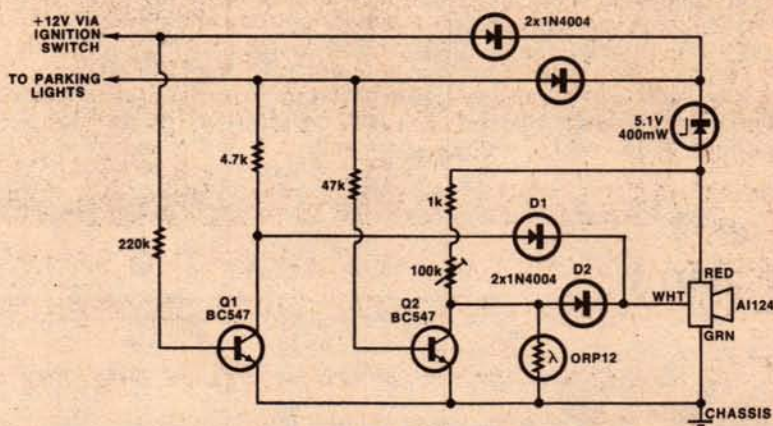 +12V VIA
IGNITION
SWITCH
2x1N4004
TO PARKING
LIGHTS
5.1V
400mW
4.7k
47k
1k
D1
220k
100k
D2
2x1N4004
Q1
BC547
Q2
BC547
RED
WHT
AI124
GRN
λ
ORP12
CHASSIS